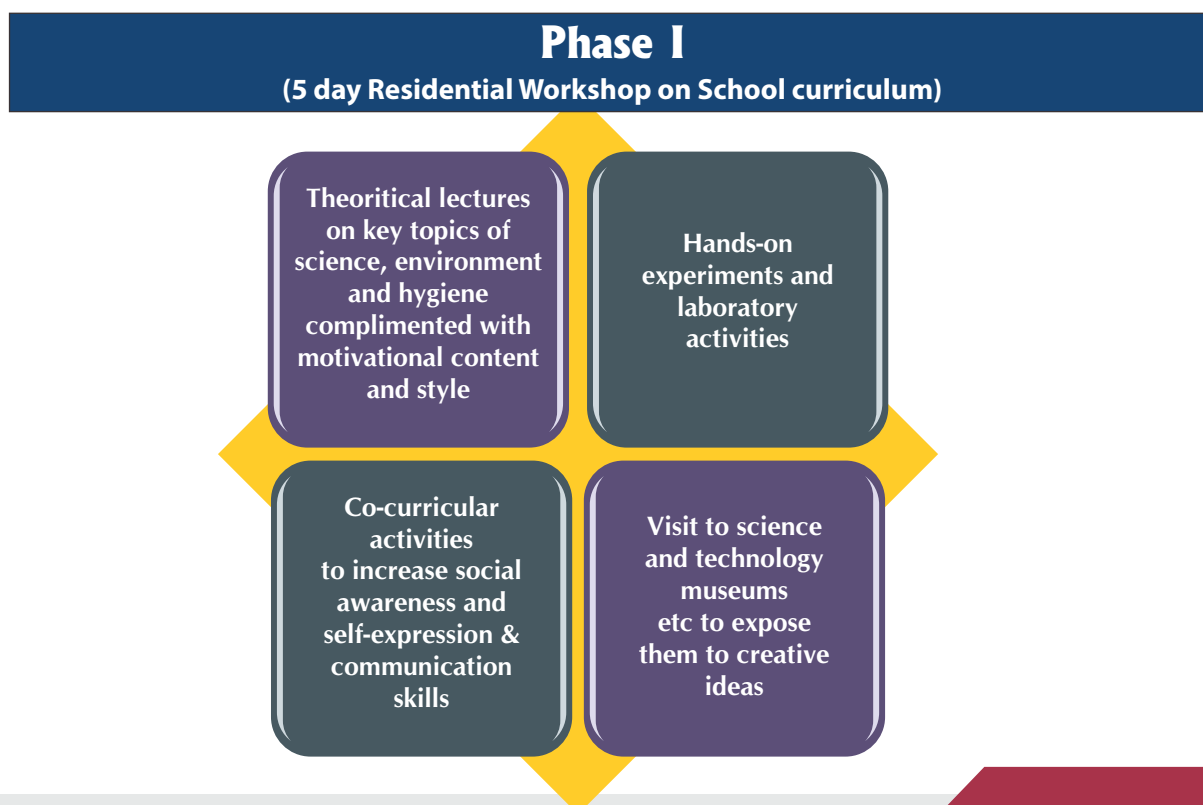 Phase I
(5 day Residential Workshop on School curriculum)
Theoritical lectures
on key topics of
science, environment
and hygiene
complimented with
motivational content
and style
Hands-on
experiments and
laboratory
activities
Co-curricular
activities
to increase social
awareness and
self-expression &
communication
skills
Visit to science
and technology
museums
etc to expose
them to creative
ideas